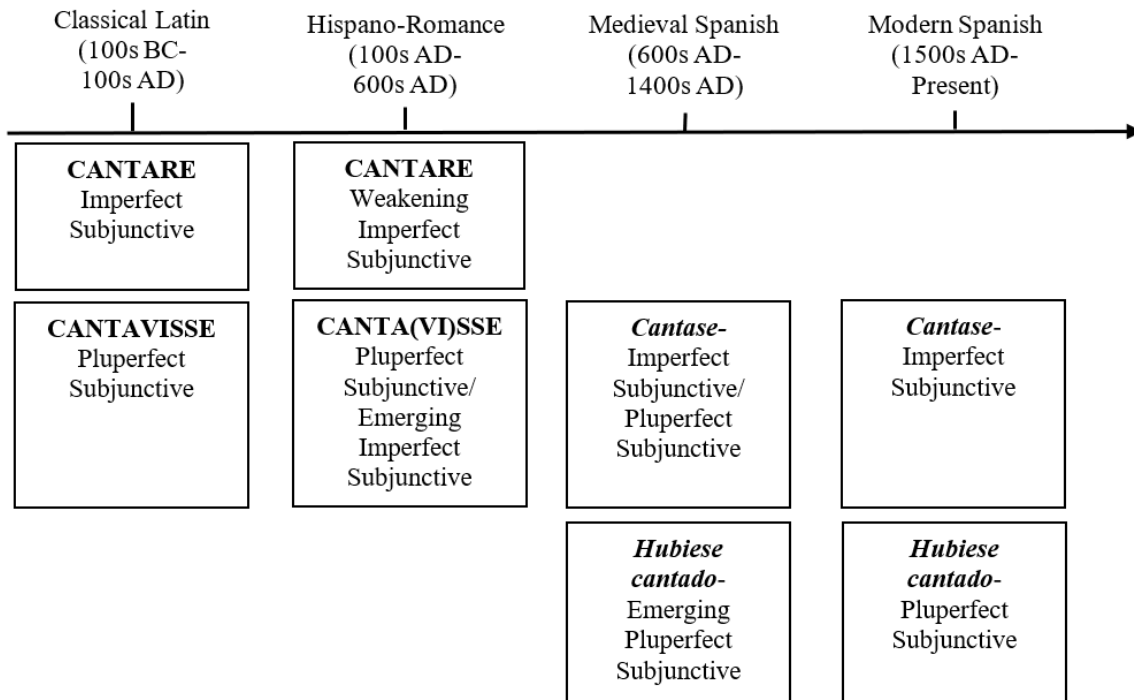 Classical Latin
(100s BC-
100s AD)
Hispano-Romance
(100s AD-
600s AD)
Medieval Spanish
(600s AD-
1400s AD)
Modern Spanish
(1500s AD-
Present)
CANTARE
Imperfect
Subjunctive
CANTARE
Weakening
Imperfect
Subjunctive
CANTAVISSE
Pluperfect
Subjunctive
CANTA(VI)SSE
Pluperfect
Subjunctive/
Emerging
Imperfect
Subjunctive
Cantase-
Imperfect
Subjunctive/
Pluperfect
Subjunctive
Cantase-
Imperfect
Subjunctive
Hubiese
cantado-
Emerging
Pluperfect
Subjunctive
Hubiese
cantado-
Pluperfect
Subjunctive